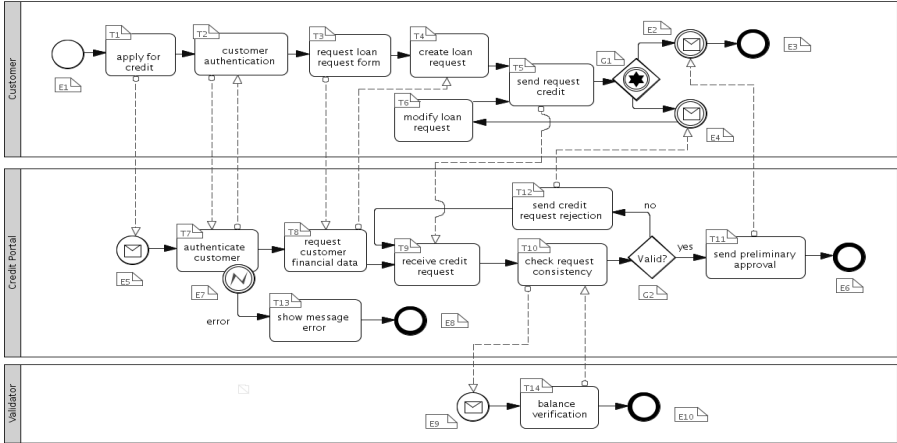 Customer
E1
T1
apply for
credit
T2
customer
authentication
T3
request loan
request form
T4
create loan
request
T5
send request
credit
T6
modify loan
request
G1
E2
E3
E4
Credit Portal
E5
T7
authenticate
customer
E7
error
T13
show message
error
E8
T8
request
customer
financial data
T9
receive credit
request
T12
send credit
request rejection
T10
check request
consistency
no
Valid?
yes
G2
T11
send preliminary
approval
E6
Validator
E9
T14
balance
verification
E10